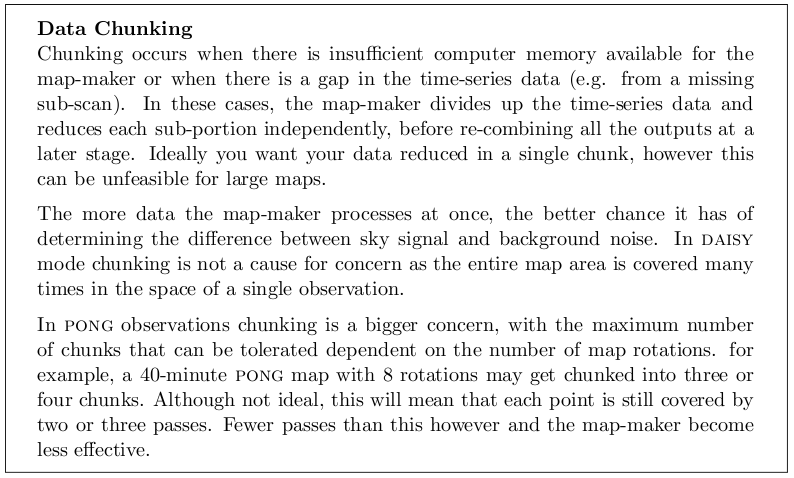 Data Chunking
Chunking occurs when there is insufficient computer memory available for the
map-maker or when there is a gap in the time-series data (e.g. from a missing
sub-scan). In these cases, the map-maker divides up the time-series data and
reduces each sub-portion independently, before re-combining all the outputs at a
later stage. Ideally you want your data reduced in a single chunk, however this
can be unfeasible for large maps.
The more data the map-maker processes at once, the better chance it has of
determining the difference between sky signal and background noise. In DAISY
mode chunking is not a cause for concern as the entire map area is covered many
times in the space of a single observation.
In PONG observations chunking is a bigger concern, with the maximum number
of chunks that can be tolerated dependent on the number of map rotations. for
example, a 40-minute PONG map with 8 rotations may get chunked into three or
four chunks. Although not ideal, this will mean that each point is still covered by
two or three passes. Fewer passes than this however and the map-maker become
less effective.